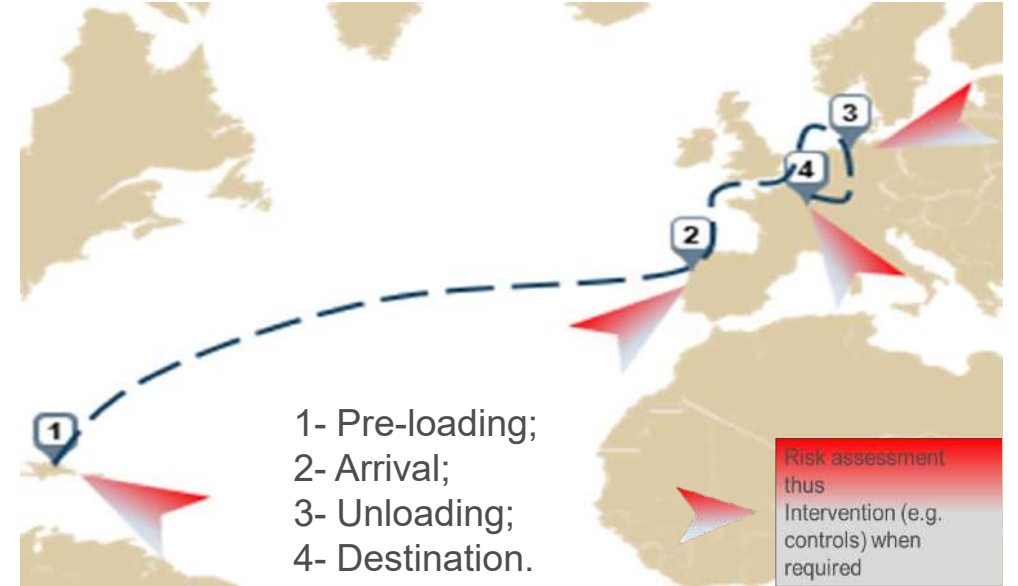 3
4
2
1
1- Pre-loading;
2- Arrival;
3- Unloading;
4- Destination.
Risk assessment
thus
Intervention (e.g.
controls) when
required